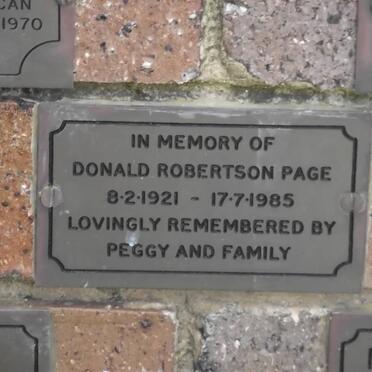 CAN
1970
IN MEMORY OF
DONALD ROBERTSON PAGE
8·2·1921 - 17·7·1985
LOVINGLY REMEMBERED BY
PEGGY AND FAMILY